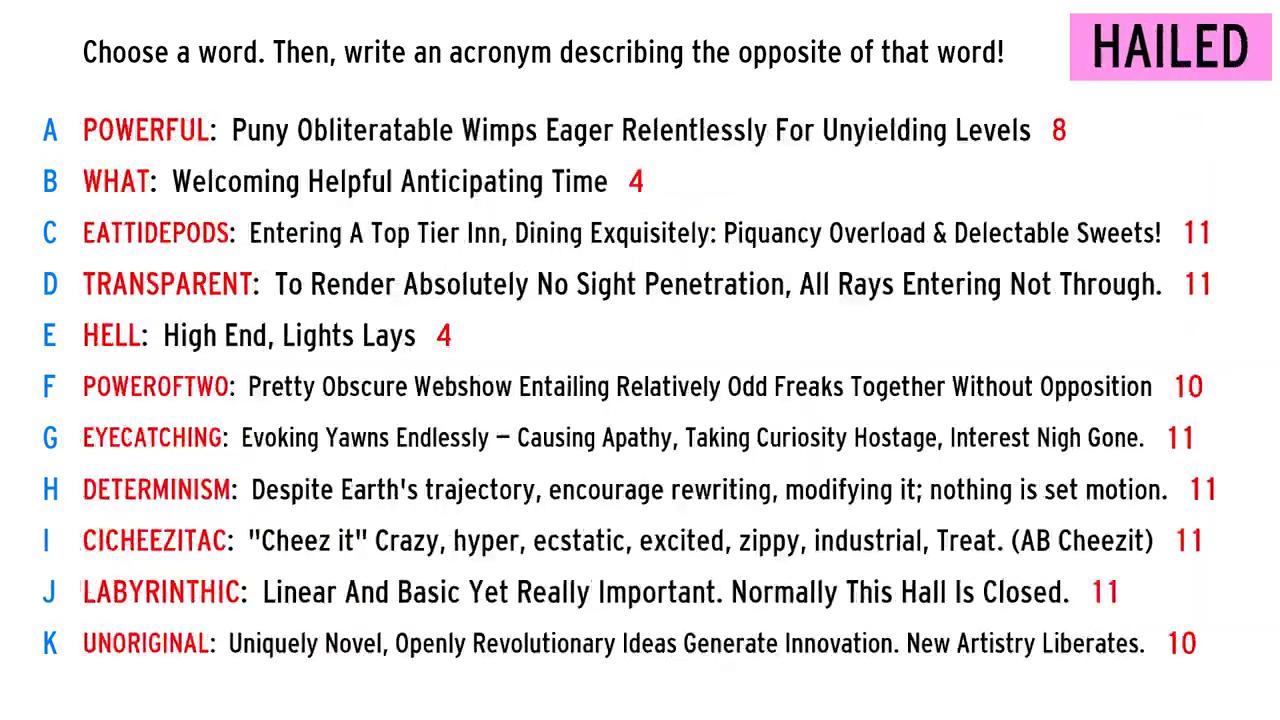 Choose a word. Then, write an acronym describing the opposite of that word!
HAILED
A POWERFUL: Puny Obliteratable Wimps Eager Relentlessly For Unyielding Levels 8
B WHAT: Welcoming Helpful Anticipating Time 4
C EATTIDEPODS: Entering A Top Tier Inn, Dining Exquisitely: Piquancy Overload & Delectable Sweets! 11
D TRANSPARENT: To Render Absolutely No Sight Penetration, All Rays Entering Not Through. 11
E HELL: High End, Lights Lays 4
F POWEROFTWO: Pretty Obscure Webshow Entailing Relatively Odd Freaks Together Without Opposition 10
G EYECATCHING: Evoking Yawns Endlessly – Causing Apathy, Taking Curiosity Hostage, Interest Nigh Gone. 11
H DETERMINISM: Despite Earth's trajectory, encourage rewriting, modifying it; nothing is set motion. 11
I CICHEEZITAC: "Cheez it" Crazy, hyper, ecstatic, excited, zippy, industrial, Treat. (AB Cheezit) 11
J LABYRINTHIC: Linear And Basic Yet Really Important. Normally This Hall Is Closed. 11
K UNORIGINAL: Uniquely Novel, Openly Revolutionary Ideas Generate Innovation. New Artistry Liberates. 10